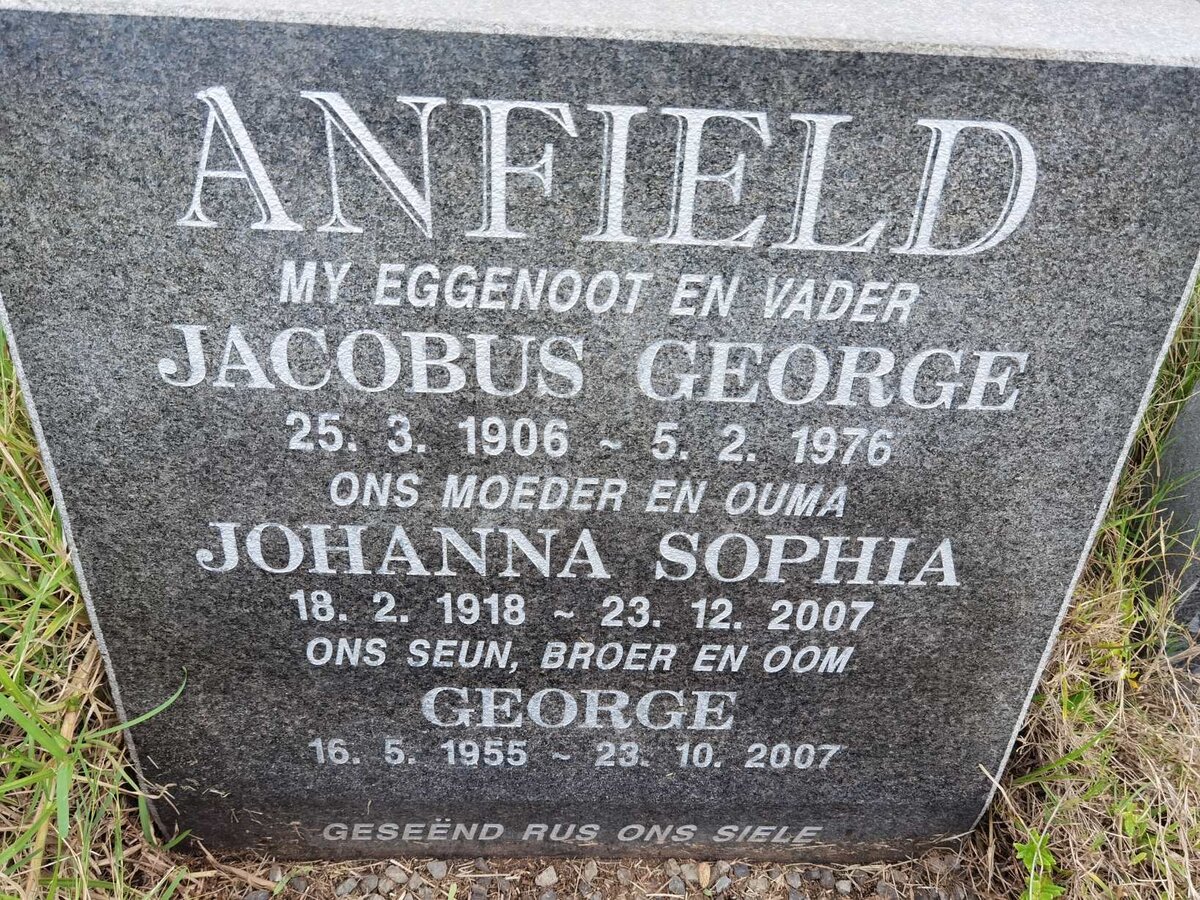 ANFIELD
MY EGGENOOT EN VADER
JACOBUS GEORGE
25. 3. 1906 ~ 5. 2. 1976
ONS MOEDER EN OUMA
JOHANNA SOPHIA
18. 2. 1918 ~ 23. 12. 2007
ONS SEUN, BROER EN OOM
GEORGE
16. 5. 1955 ~ 23. 10. 2007
GESEËND RUS ONS SIELE